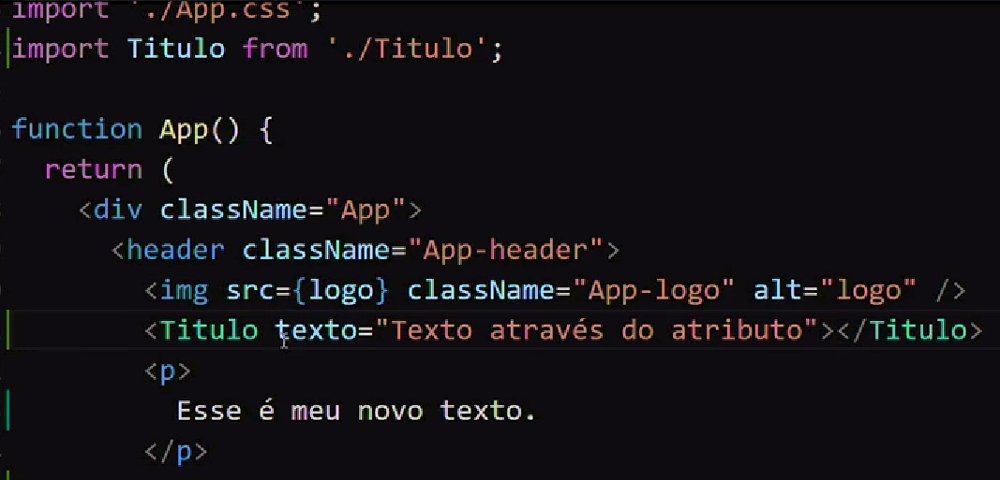 import './App.css';
import Titulo from './Titulo';
function App() {
return (
<div className="App">
<header className="App-header">
<img src={logo} className="App-logo" alt="logo" />
<Titulo texto="Texto através do atributo"></Titulo>
<p>
Esse é meu novo texto.
</p>